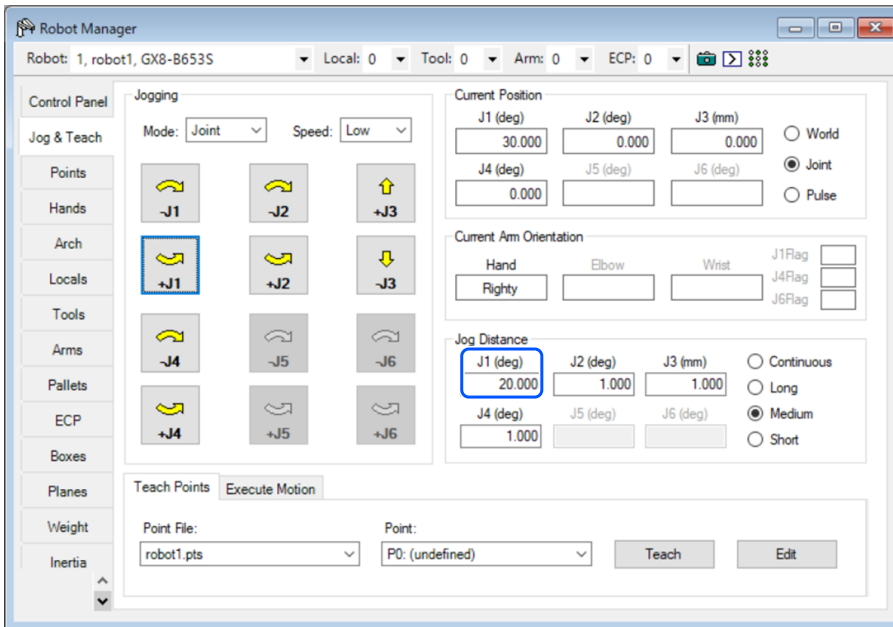 Robot Manager
Robot: 1, robot1, GX8-B653S Local: 0 Tool: 0 Arm: 0 ECP: 0
Control Panel
Jog & Teach
Points
Hands
Arch
Locals
Tools
Arms
Pallets
ECP
Boxes
Planes
Weight
Inertia
Jogging
Mode: Joint Speed: Low
-J1 -J2 +J3
+J1 +J2 -J3
-J4 -J5 -J6
+J4 +J5 +J6
Current Position
J1 (deg) J2 (deg) J3 (mm)
30.000 0.000 0.000
J4 (deg) J5 (deg) J6 (deg)
0.000
World
Joint
Pulse
Current Arm Orientation
Hand Elbow Wrist
Righty
J1Flag
J4Flag
J6Flag
Jog Distance
J1 (deg) J2 (deg) J3 (mm)
20.000 1.000 1.000
J4 (deg) J5 (deg) J6 (deg)
1.000
Continuous
Long
Medium
Short
Teach Points Execute Motion
Point File: Point:
robot1.pts P0: (undefined) Teach Edit